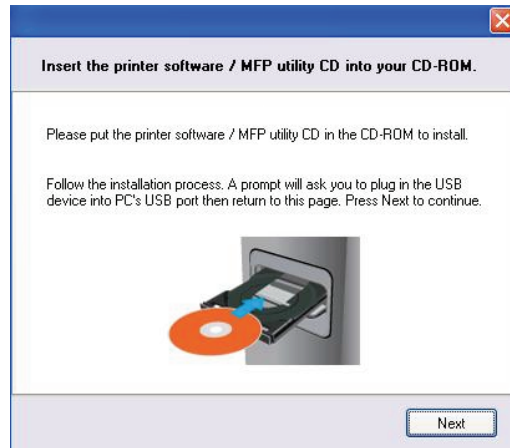 Insert the printer software / MFP utility CD into your CD-ROM.
Please put the printer software / MFP utility CD in the CD-ROM to install.
Follow the installation process. A prompt will ask you to plug in the USB
device into PC's USB port then return to this page. Press Next to continue.
Next